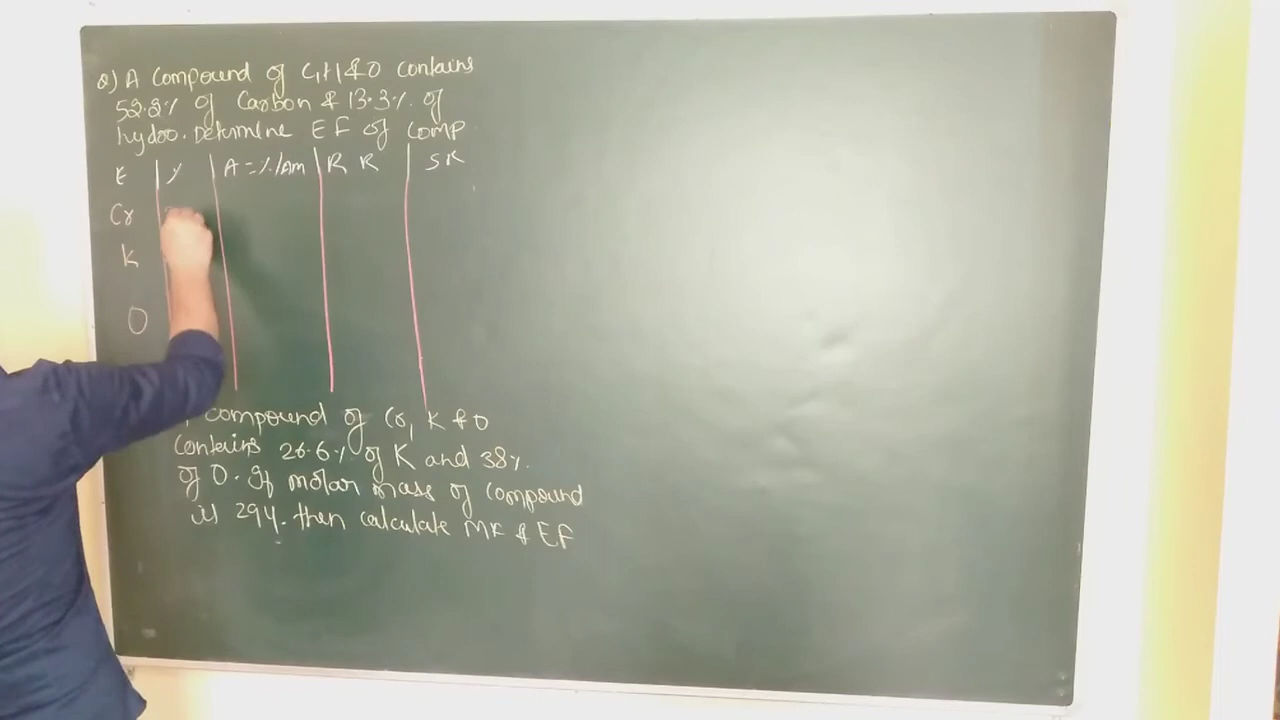 Q) A Compound of C, H & O contains
52.2% of Carbon & 13.3% of
hydro. Determine EF of comp
E % A = %/Am R R S R
Cr
K
O
compound of Cr, K & O
contains 26.6% of K and 38%
of O. If molar mass of compound
is 294. then calculate MF & EF